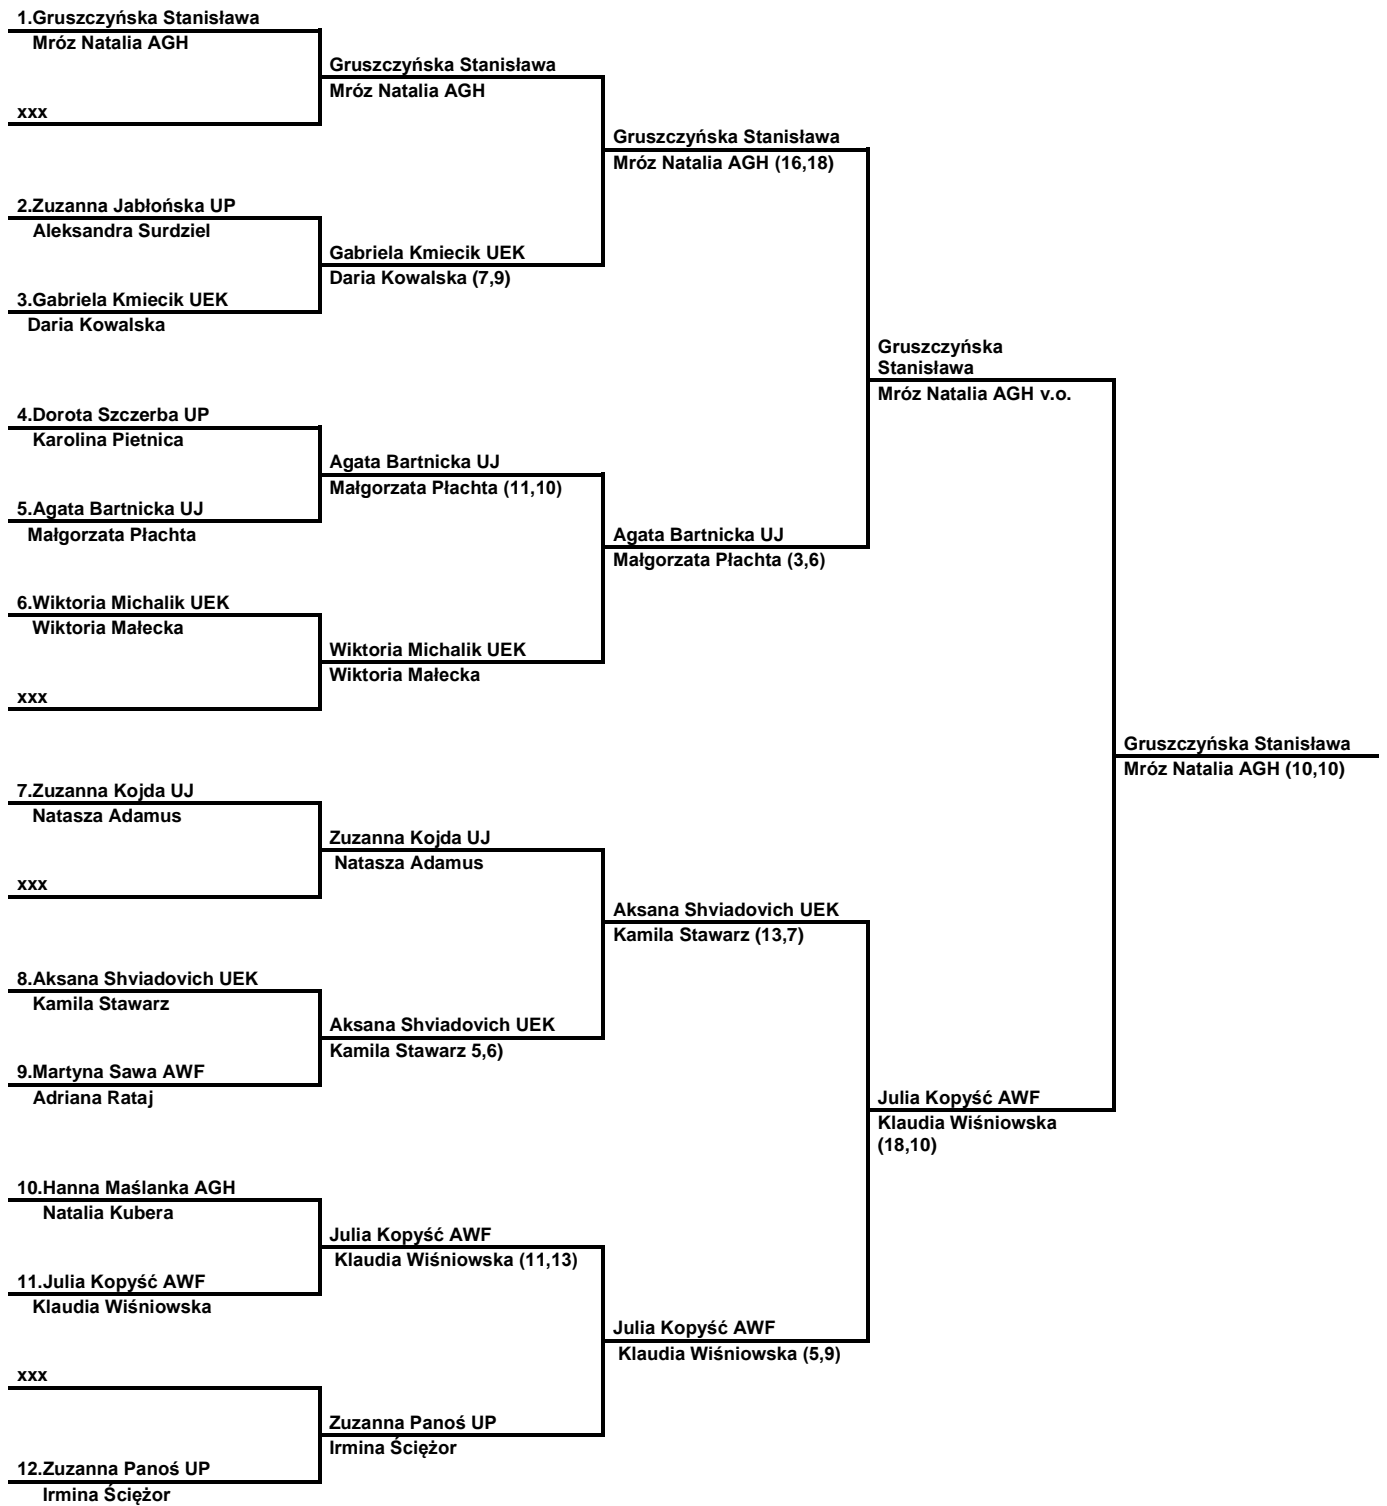 1.Gruszczyńska Stanisława
Mróz Natalia AGH
xxx
2.Zuzanna Jabłońska UP
Aleksandra Surdziel
3.Gabriela Kmiecik UEK
Daria Kowalska
4.Dorota Szczerba UP
Karolina Pietnica
5.Agata Bartnicka UJ
Małgorzata Płachta
6.Wiktoria Michalik UEK
Wiktoria Małecka
xxx
7.Zuzanna Kojda UJ
Natasza Adamus
xxx
8.Aksana Shviadovich UEK
Kamila Stawarz
9.Martyna Sawa AWF
Adriana Rataj
10.Hanna Maślanka AGH
Natalia Kubera
11.Julia Kopyść AWF
Klaudia Wiśniowska
xxx
12.Zuzanna Panoś UP
Irmina Ściężor
Gruszczyńska Stanisława
Mróz Natalia AGH
Gabriela Kmiecik UEK
Daria Kowalska (7,9)
Agata Bartnicka UJ
Małgorzata Płachta (11,10)
Wiktoria Michalik UEK
Wiktoria Małecka
Zuzanna Kojda UJ
Natasza Adamus
Aksana Shviadovich UEK
Kamila Stawarz 5,6)
Julia Kopyść AWF
Klaudia Wiśniowska (11,13)
Zuzanna Panoś UP
Irmina Ściężor
Gruszczyńska Stanisława
Mróz Natalia AGH (16,18)
Agata Bartnicka UJ
Małgorzata Płachta (3,6)
Aksana Shviadovich UEK
Kamila Stawarz (13,7)
Julia Kopyść AWF
Klaudia Wiśniowska (5,9)
Gruszczyńska
Stanisława
Mróz Natalia AGH v.o.
Julia Kopyść AWF
Klaudia Wiśniowska
(18,10)
Gruszczyńska Stanisława
Mróz Natalia AGH (10,10)